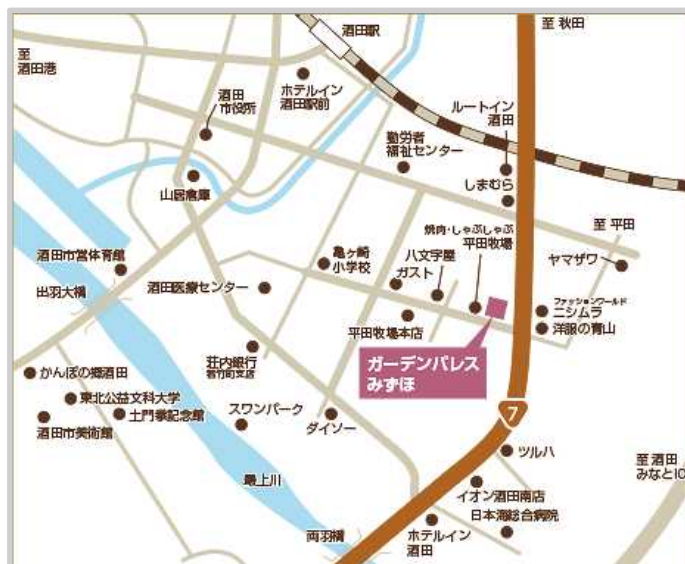 酒田駅
至 秋田
至
酒田港
酒田
市役所
ホテルイン
酒田駅前
ルートイン
酒田
勤労者
福祉センター
山居倉庫
しまむら
至 平田
焼肉・しゃぶしゃぶ
平田牧場
八文字屋
ガスト
亀ヶ崎
小学校
ヤマザワ
酒田市営体育館
出羽大橋
酒田医療センター
ファッションワールド
ニシムラ
洋服の青山
平田牧場本店
ガーデンパレス
みずほ
荘内銀行
若竹町支店
かんぽの郷酒田
東北公益文科大学
土門拳記念館
酒田市美術館
スワンパーク
ダイソー
7
ツルハ
至 酒田
みなとIC
最上川
イオン酒田南店
日本海総合病院
両羽橋
ホテルイン
酒田